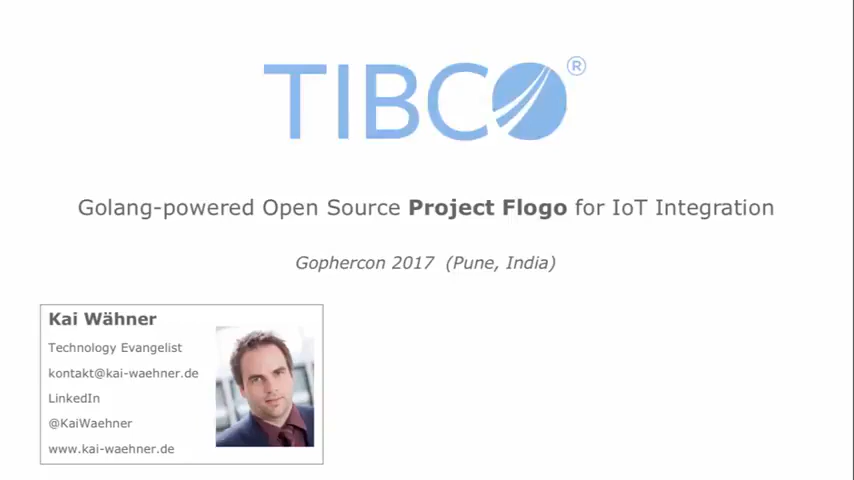 TIBCO®
Golang-powered Open Source Project Flogo for IoT Integration
Gophercon 2017 (Pune, India)
Kai Wähner
Technology Evangelist
kontakt@kai-waehner.de
LinkedIn
@KaiWaehner
www.kai-waehner.de